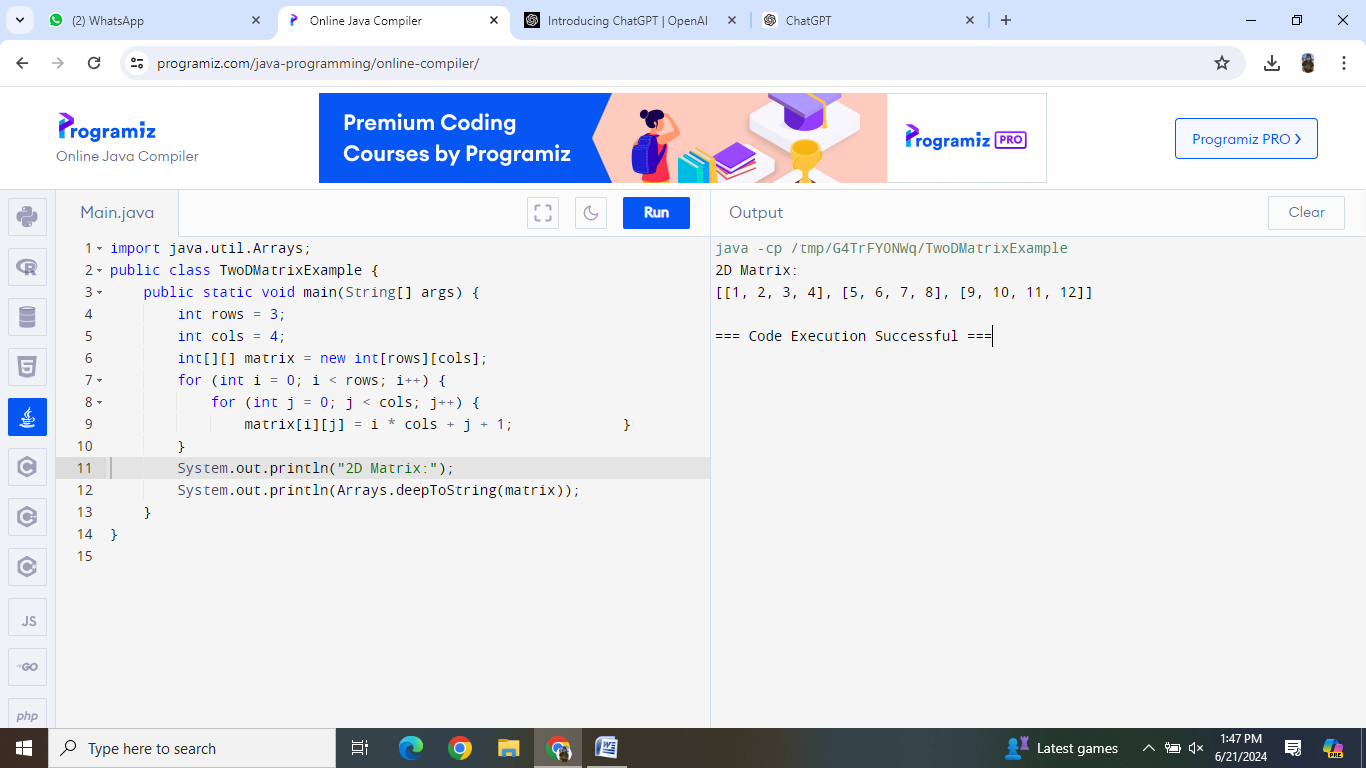 (2) WhatsApp
Online Java Compiler
Introducing ChatGPT | OpenAI
ChatGPT
programiz.com/java-programming/online-compiler/
Programiz
Online Java Compiler
Premium Coding
Courses by Programiz
Programiz PRO
Programiz PRO
Main.java
Run
Output
Clear
1 import java.util.Arrays;
2 public class TwoDMatrixExample {
3     public static void main(String[] args) {
4         int rows = 3;
5         int cols = 4;
6         int[][] matrix = new int[rows][cols];
7         for (int i = 0; i < rows; i++) {
8             for (int j = 0; j < cols; j++) {
9                 matrix[i][j] = i * cols + j + 1;             }
10         }
11         System.out.println("2D Matrix:");
12         System.out.println(Arrays.deepToString(matrix));
13     }
14 }
15
java -cp /tmp/G4TrFYONWq/TwoDMatrixExample
2D Matrix:
[[1, 2, 3, 4], [5, 6, 7, 8], [9, 10, 11, 12]]
=== Code Execution Successful ===
JS
GO
php
Type here to search
Latest games
1:47 PM
6/21/2024
PRE